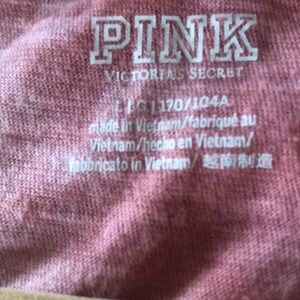 PINK
VICTORIA'S SECRET
L / G | 170/104A
made in Vietnam/fabriqué au
Vietnam/hecho en Vietnam/
fabbricato in Vietnam/ 越南制造